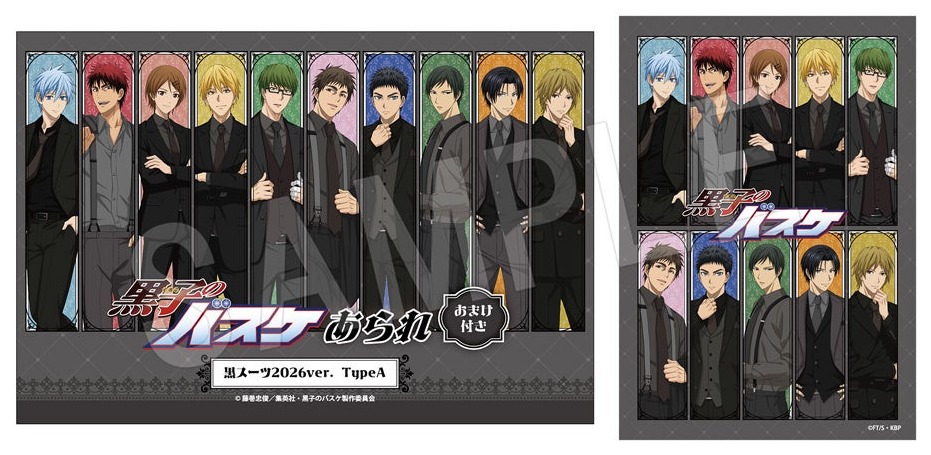 黒子の
バスケ あられ
おまけ
付き
黒スーツ2026ver. TypeA
© 藤巻忠俊／集英社・黒子のバスケ製作委員会
SAMPLE
黒子の
バスケ
©FT/S・KBP